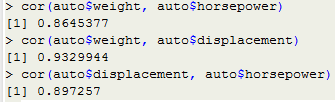 > cor(auto$weight, auto$horsepower)
[1] 0.8645377
> cor(auto$weight, auto$displacement)
[1] 0.9329944
> cor(auto$displacement, auto$horsepower)
[1] 0.897257